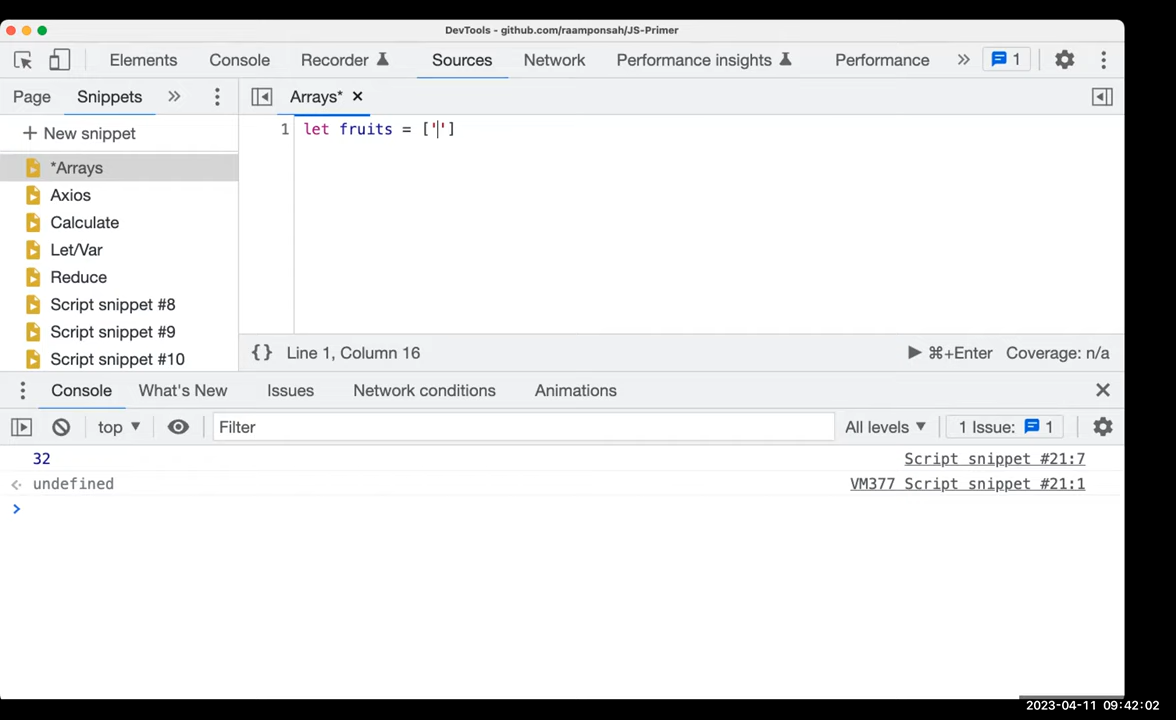 DevTools - github.com/raamponsah/JS-Primer
Elements Console Recorder Sources Network Performance insights Performance » 1
Page Snippets » Arrays* ×
+ New snippet
1 let fruits = ['']
*Arrays
Axios
Calculate
Let/Var
Reduce
Script snippet #8
Script snippet #9
Script snippet #10
{} Line 1, Column 16 ⌘+Enter Coverage: n/a
Console What's New Issues Network conditions Animations
top ▼ Filter All levels ▼ 1 Issue: 1
32 Script snippet #21:7
undefined VM377 Script snippet #21:1
>
2023-04-11 09:42:02